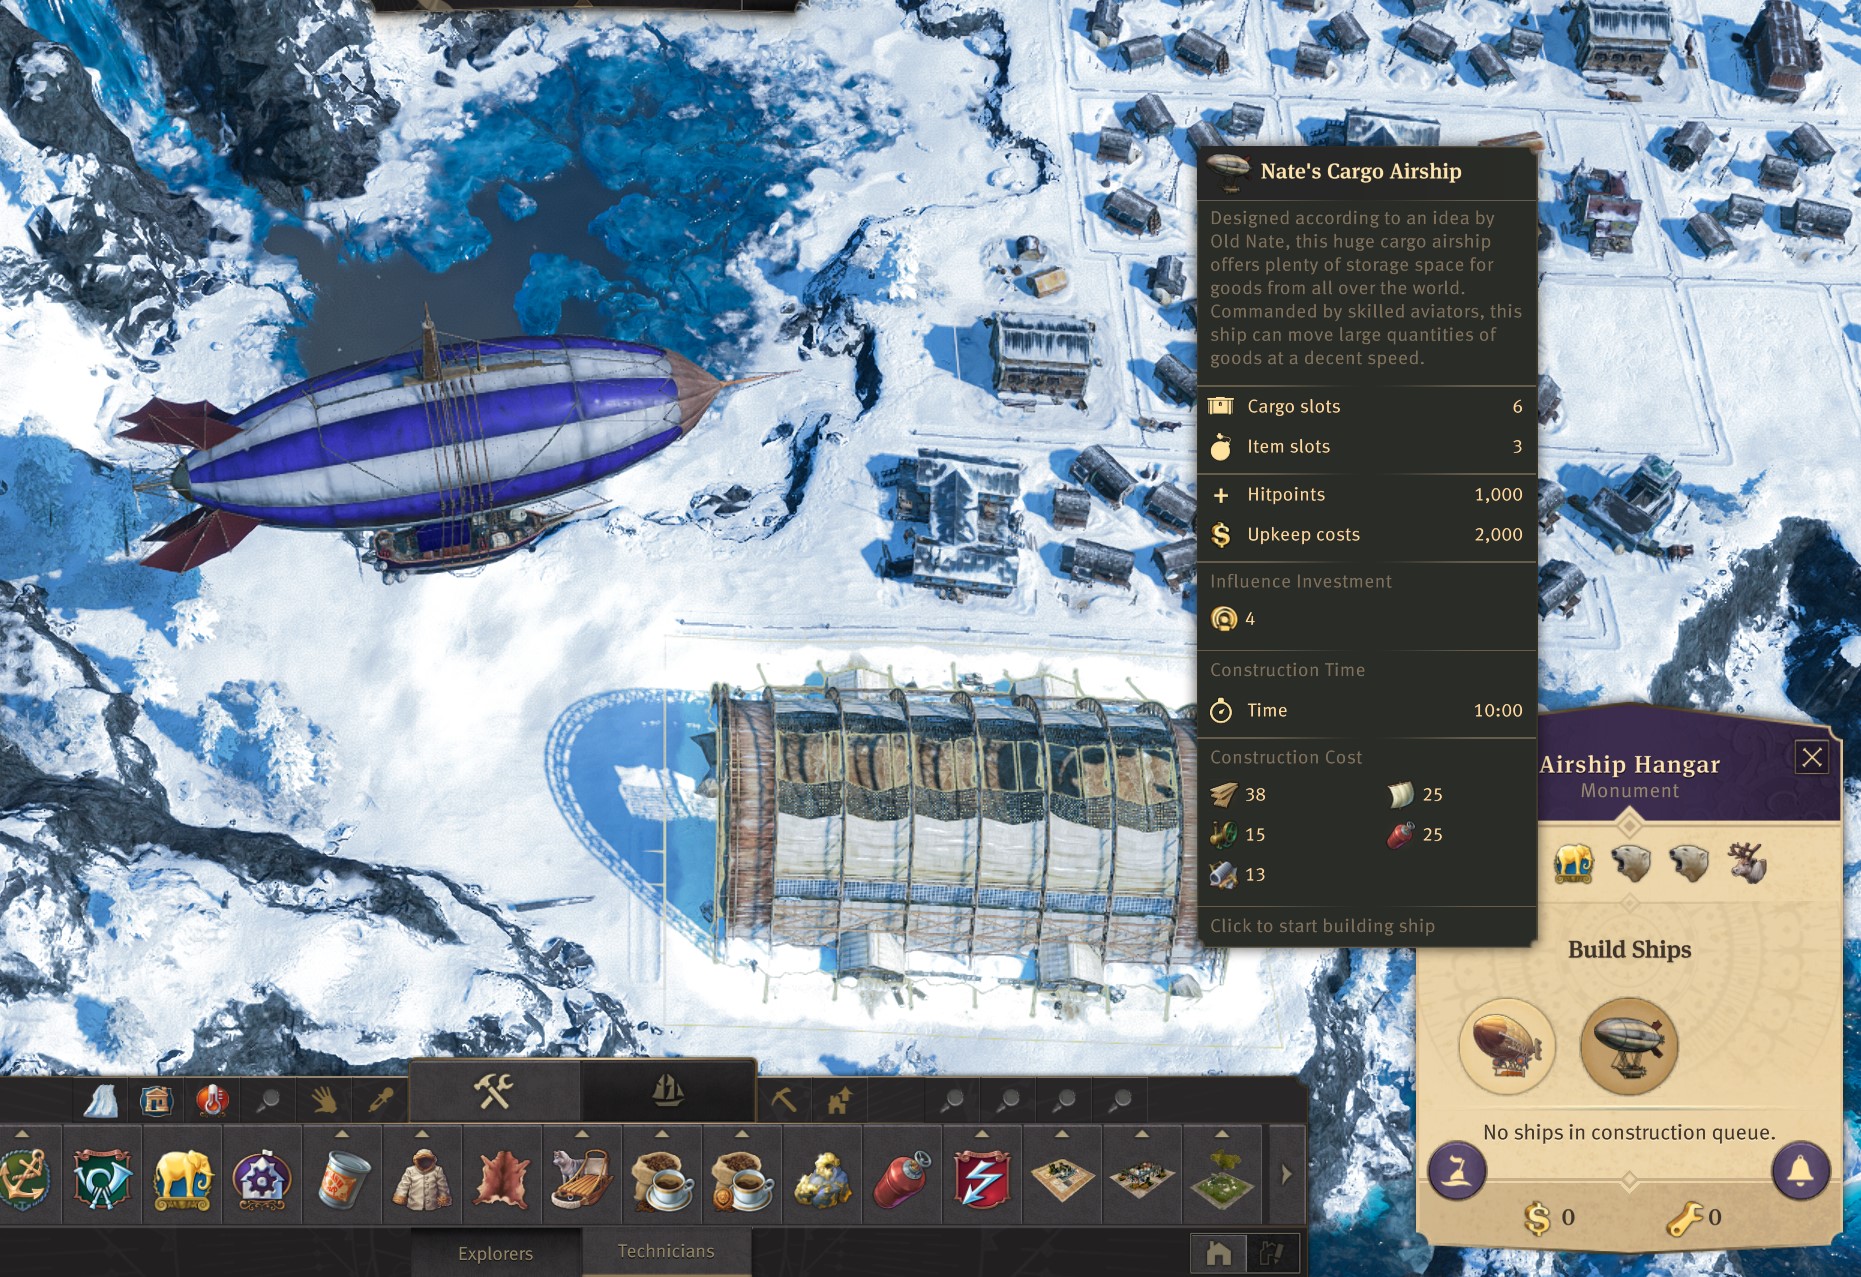 Nate's Cargo Airship
Designed according to an idea by
Old Nate, this huge cargo airship
offers plenty of storage space for
goods from all over the world.
Commanded by skilled aviators, this
ship can move large quantities of
goods at a decent speed.
Cargo slots 6
Item slots 3
Hitpoints 1,000
Upkeep costs 2,000
Influence Investment
4
Construction Time
Time 10:00
Construction Cost
38 25
15 25
13
Click to start building ship
Airship Hangar
Monument
Build Ships
No ships in construction queue.
0 0
Explorers Technicians